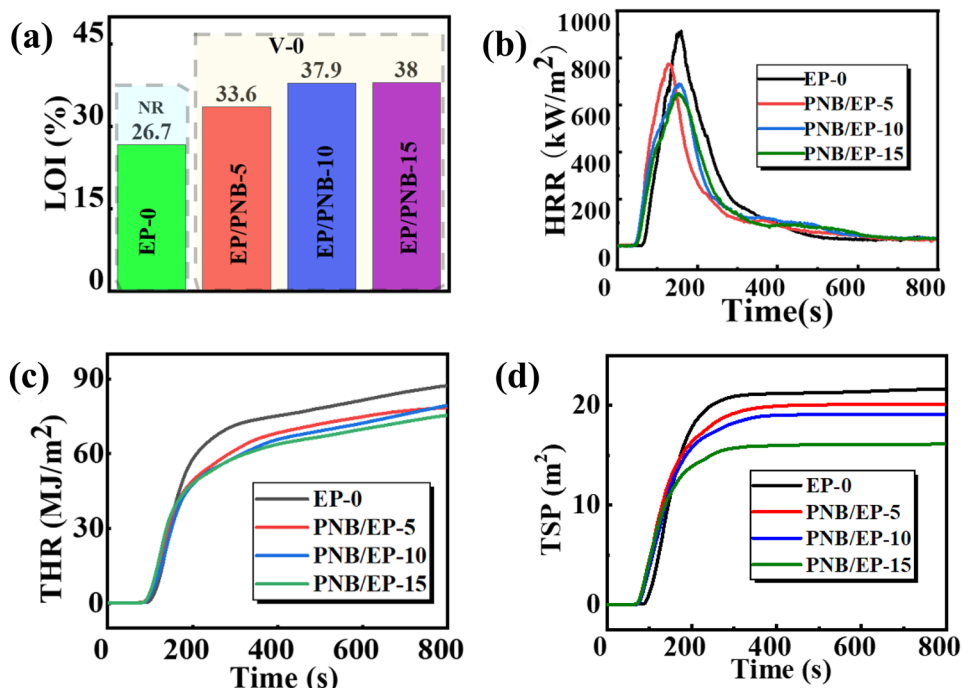 (a)
LOI (%)
45
30
15
0
V-0
NR
26.7
33.6
37.9
38
EP-0
EP/PNB-5
EP/PNB-10
EP/PNB-15
(b)
HRR (kW/m²)
1000
800
600
400
200
0
EP-0
PNB/EP-5
PNB/EP-10
PNB/EP-15
0 200 400 600 800
Time(s)
(c)
THR (MJ/m²)
90
60
30
0
EP-0
PNB/EP-5
PNB/EP-10
PNB/EP-15
0 200 400 600 800
Time (s)
(d)
TSP (m²)
20
10
0
EP-0
PNB/EP-5
PNB/EP-10
PNB/EP-15
0 200 400 600 800
Time (s)